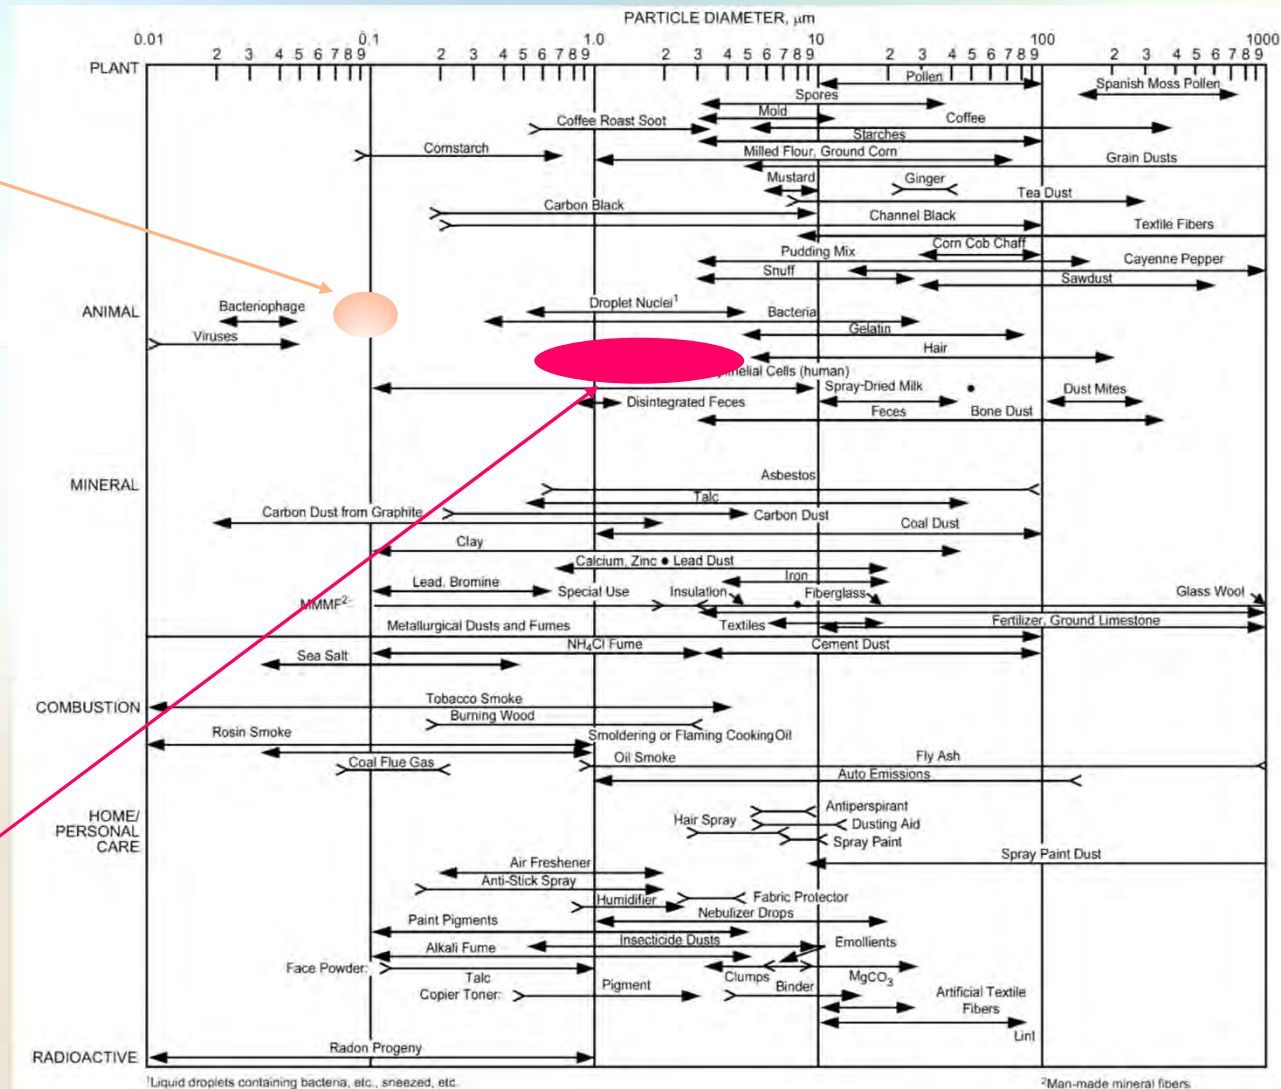 PARTICLE DIAMETER, μm
0.01 2 3 4 5 6 7 8 9 0.1 2 3 4 5 6 7 8 9 1.0 2 3 4 5 6 7 8 9 10 2 3 4 5 6 7 8 9 100 2 3 4 5 6 7 8 9 1000
PLANT
Pollen
Spanish Moss Pollen
Spores
Mold
Coffee Roast Soot
Coffee
Starches
Cornstarch
Milled Flour, Ground Corn
Grain Dusts
Mustard
Ginger
Tea Dust
Carbon Black
Channel Black
Textile Fibers
Corn Cob Chaff
Pudding Mix
Cayenne Pepper
Snuff
Sawdust
ANIMAL
Bacteriophage
Droplet Nuclei¹
Bacteria
Viruses
Gelatin
Hair
Cells (human)
Spray-Dried Milk
Dust Mites
Disintegrated Feces
Feces
Bone Dust
MINERAL
Asbestos
Talc
Carbon Dust from Graphite
Carbon Dust
Coal Dust
Clay
Calcium, Zinc • Lead Dust
Iron
Lead, Bromine
Special Use
Insulation
Fiberglass
Glass Wool
MMMF²
Metallurgical Dusts and Fumes
Textiles
Fertilizer, Ground Limestone
NH₄Cl Fume
Cement Dust
Sea Salt
COMBUSTION
Tobacco Smoke
Burning Wood
Rosin Smoke
Smoldering or Flaming Cooking Oil
Coal Flue Gas
Oil Smoke
Fly Ash
Auto Emissions
HOME/
PERSONAL
CARE
Antiperspirant
Hair Spray
Dusting Aid
Spray Paint
Spray Paint Dust
Air Freshener
Anti-Stick Spray
Humidifier
Fabric Protector
Paint Pigments
Nebulizer Drops
Alkali Fume
Insecticide Dusts
Emollients
Face Powder:
Talc
Clumps
MgCO₃
Copier Toner:
Pigment
Binder
Artificial Textile
Fibers
Lint
RADIOACTIVE
Radon Progeny
¹Liquid droplets containing bacteria, etc., sneezed, etc.
²Man-made mineral fibers